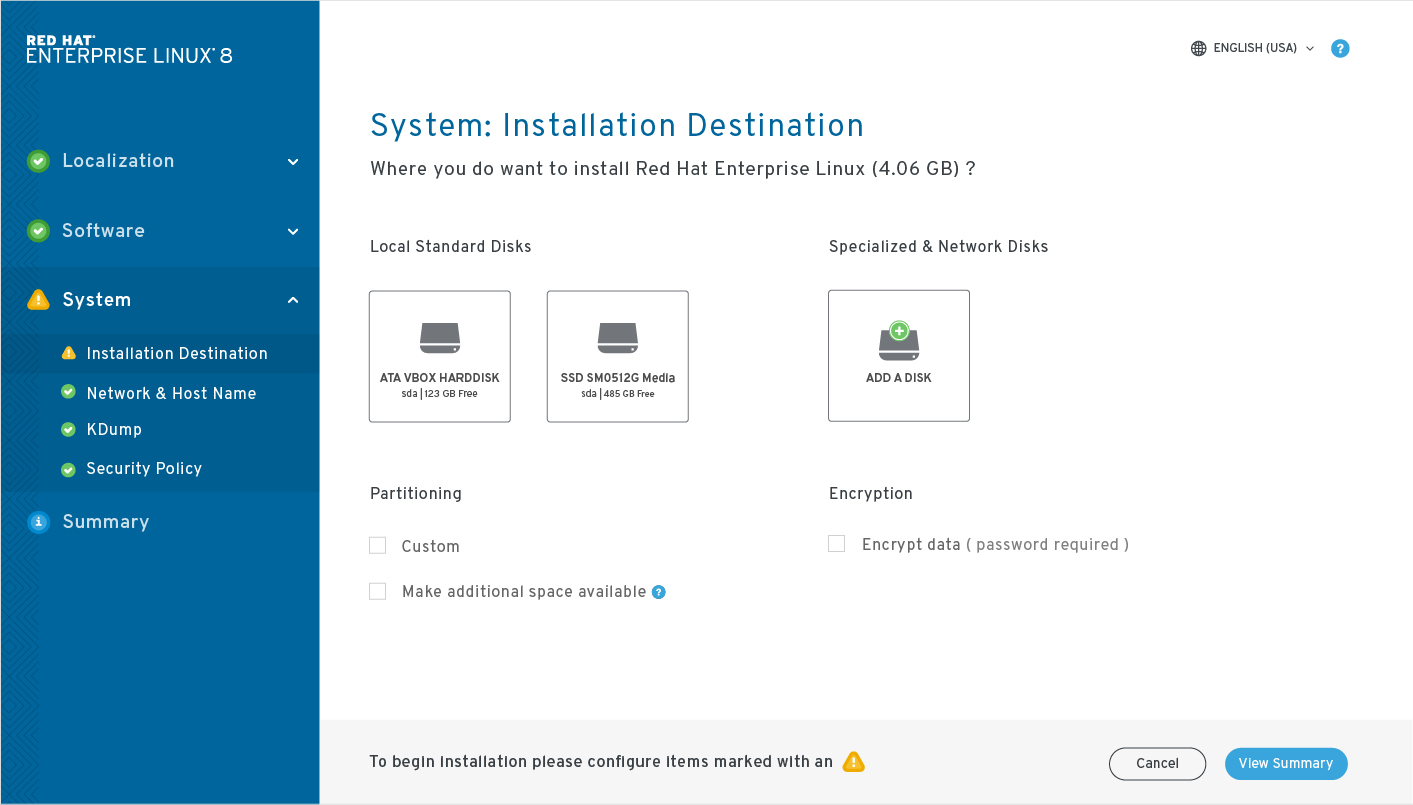 RED HAT
ENTERPRISE LINUX 8
ENGLISH (USA)
?
Localization
Software
System
Installation Destination
Network & Host Name
KDump
Security Policy
Summary
System: Installation Destination
Where you do want to install Red Hat Enterprise Linux (4.06 GB) ?
Local Standard Disks
ATA VBOX HARDDISK
sda | 123 GB Free
SSD SM0512G Media
sda | 485 GB Free
Specialized & Network Disks
ADD A DISK
Partitioning
Custom
Make additional space available ?
Encryption
Encrypt data ( password required )
To begin installation please configure items marked with an
Cancel
View Summary